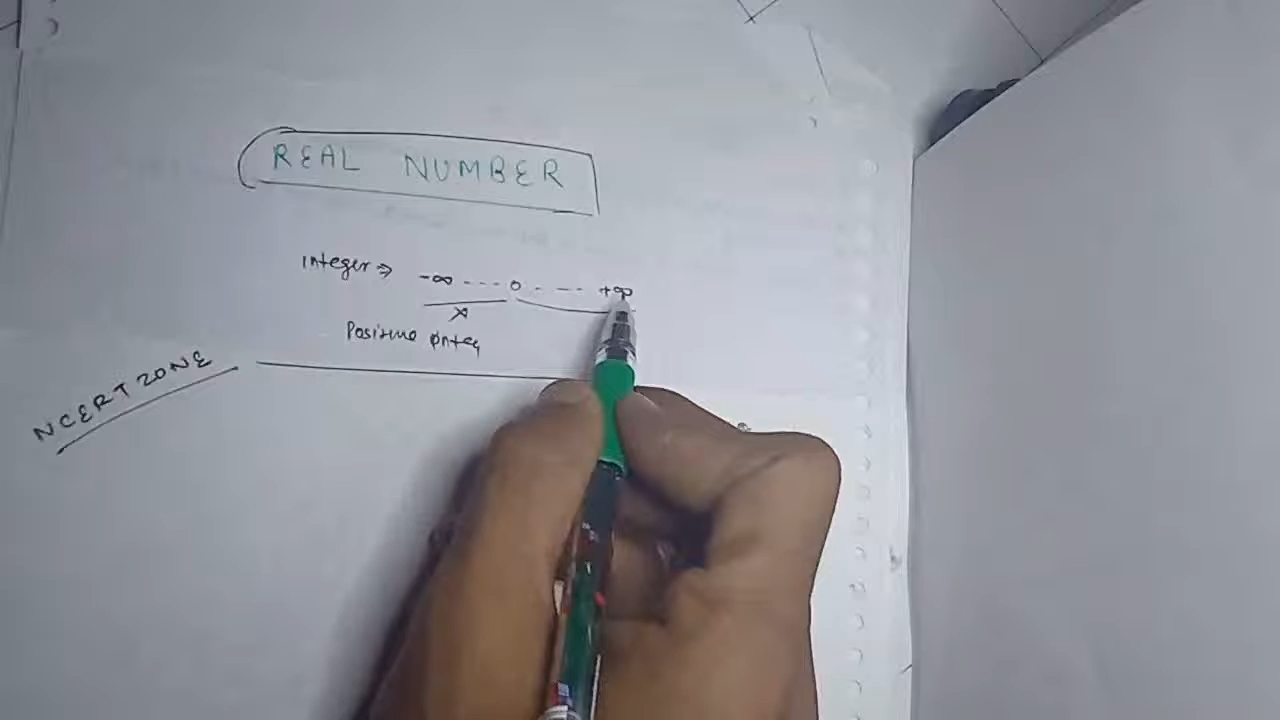 REAL NUMBER
Integer ⇒ -∞ - - - 0 - - - - +∞
x
Positive
NCERT ZONE